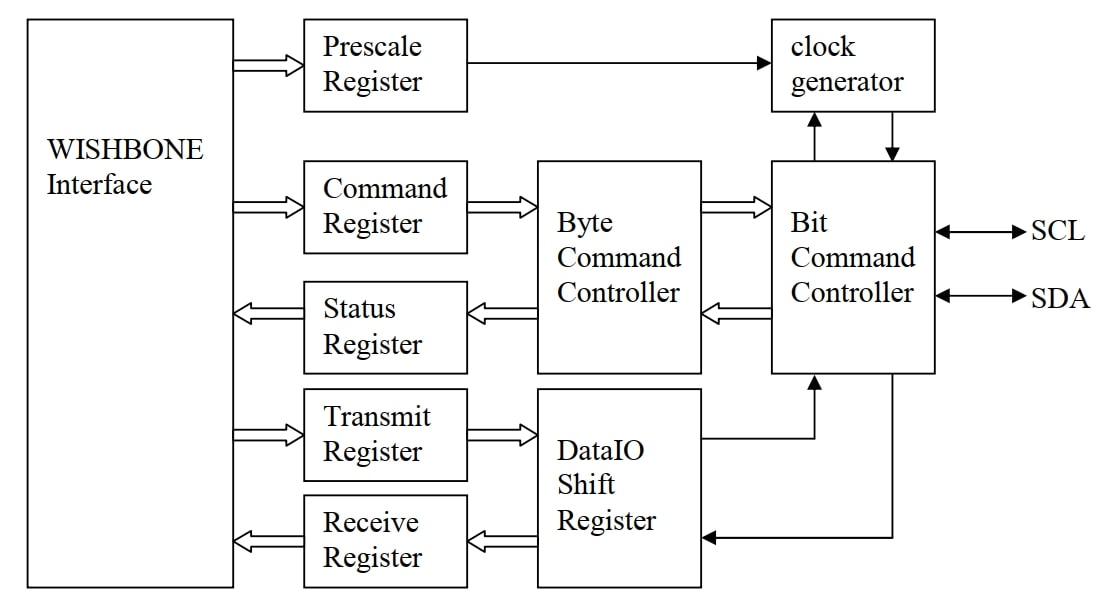 WISHBONE
Interface
Prescale
Register
clock
generator
Command
Register
Byte
Command
Controller
Bit
Command
Controller
SCL
SDA
Status
Register
Transmit
Register
DataIO
Shift
Register
Receive
Register